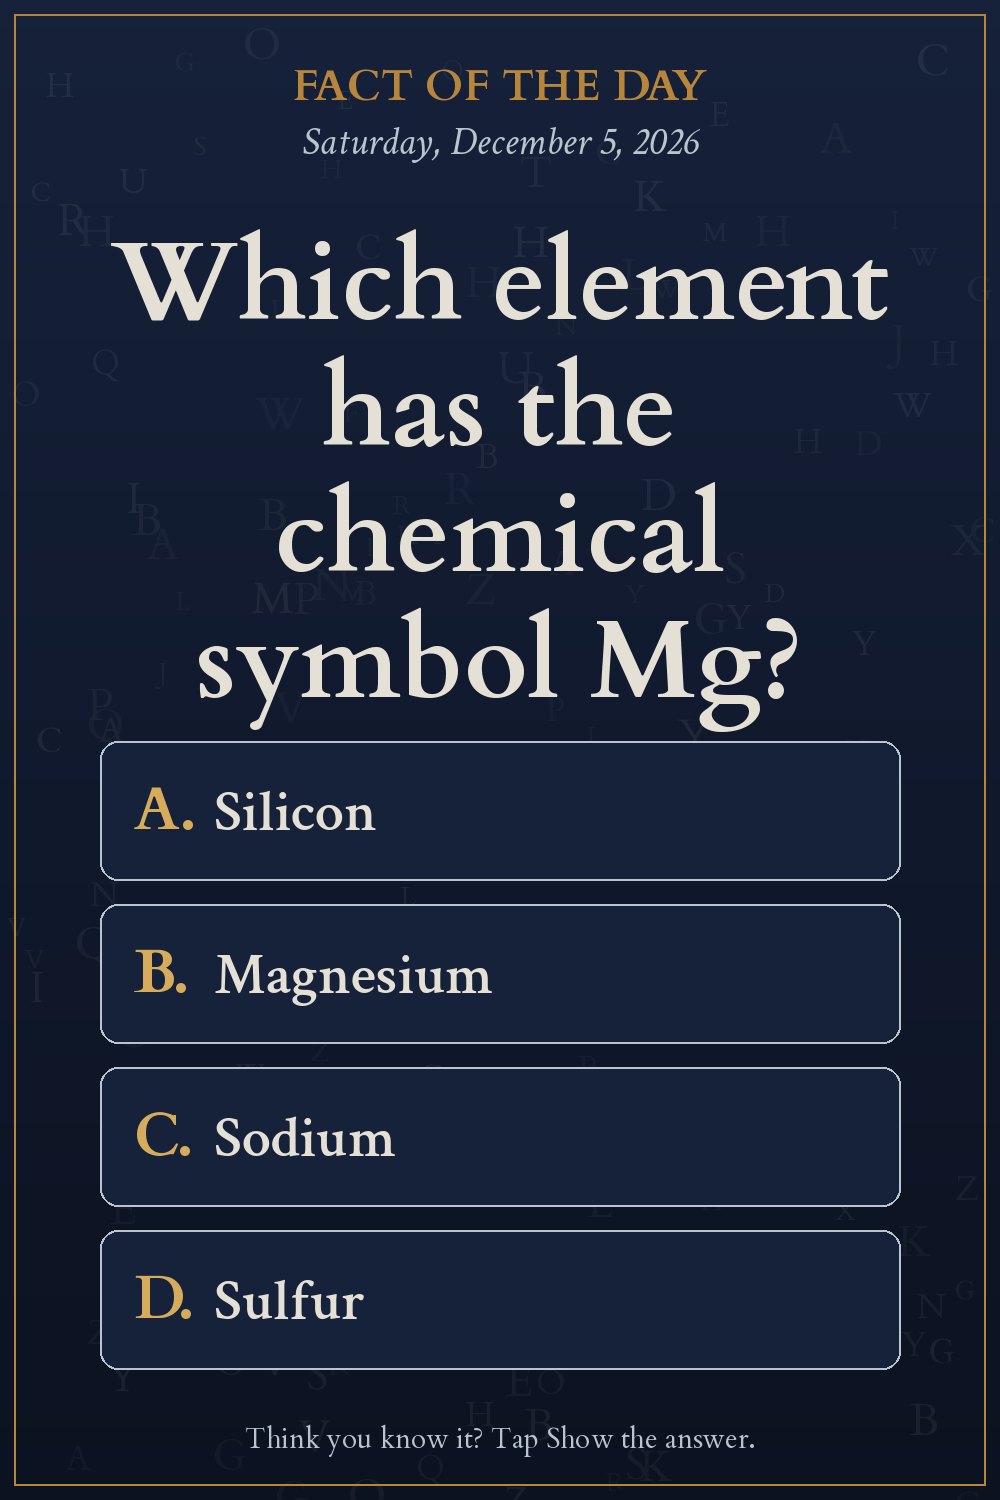 FACT OF THE DAY
Saturday, December 5, 2026
Which element
has the
chemical
symbol Mg?
A. Silicon
B. Magnesium
C. Sodium
D. Sulfur
Think you know it? Tap Show the answer.